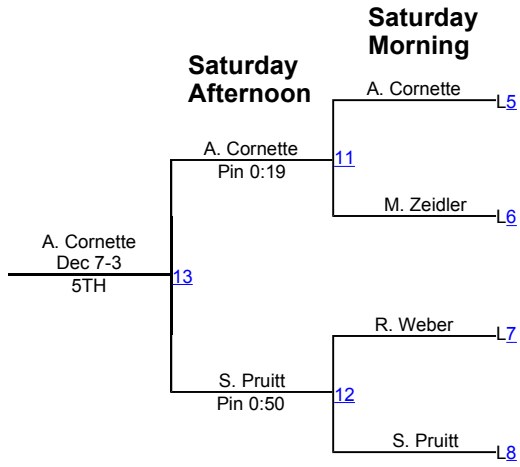 Saturday
Morning
Saturday
Afternoon
A. Cornette
L5
A. Cornette
Pin 0:19
11
M. Zeidler
L6
A. Cornette
Dec 7-3
5TH
13
R. Weber
L7
S. Pruitt
Pin 0:50
12
S. Pruitt
L8